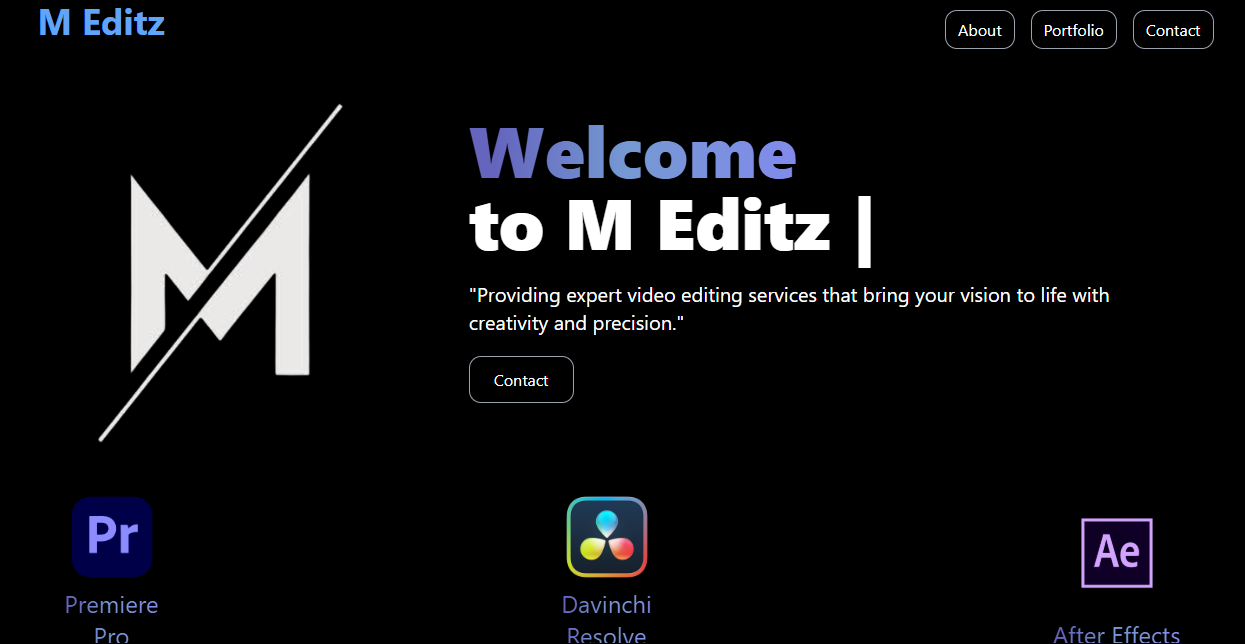 M Editz
About
Portfolio
Contact
M
Welcome
to M Editz |
"Providing expert video editing services that bring your vision to life with
creativity and precision."
Contact
Pr
Ae
Premiere
Pro
Davinchi
Resolve
After Effects